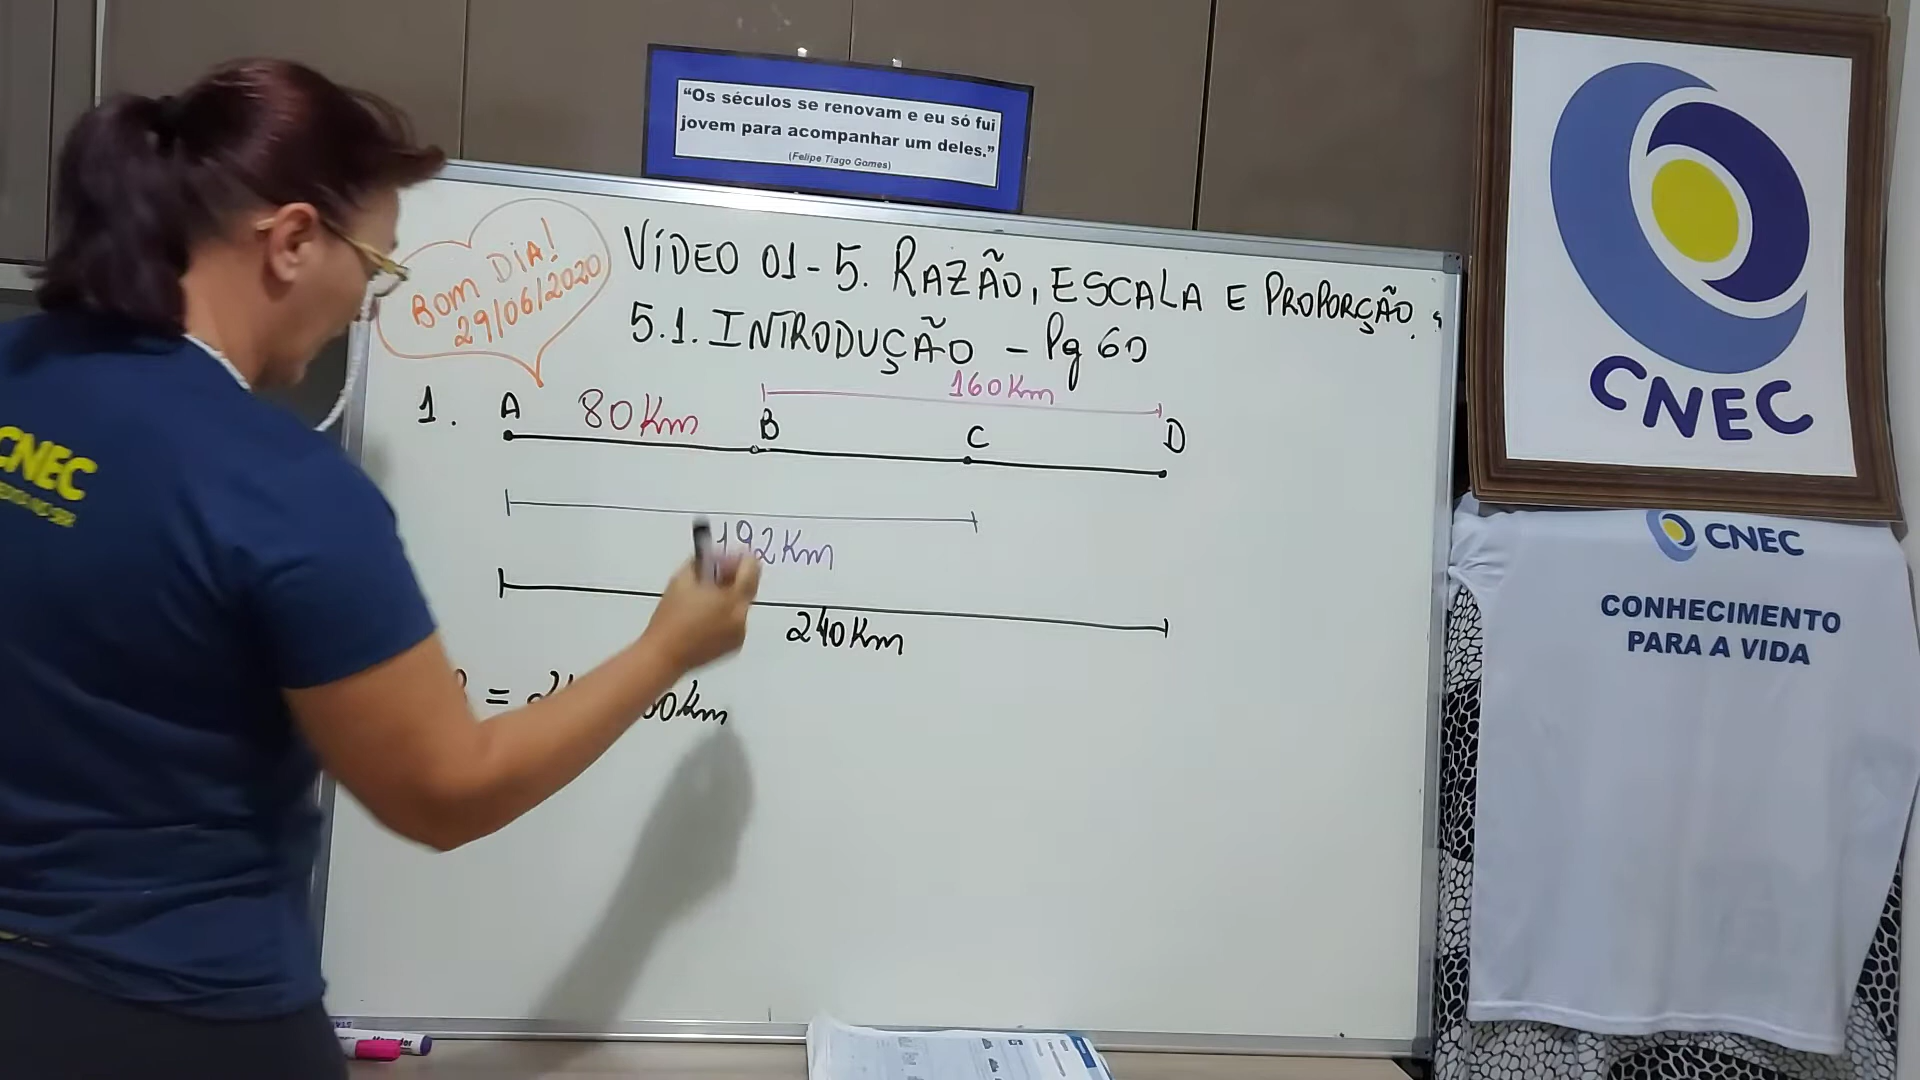 “Os séculos se renovam e eu só fui
jovem para acompanhar um deles.”
(Felipe Tiago Gomes)
CNEC
BOM DIA!
29/06/2020
VÍDEO 01-5. RAZÃO, ESCALA E PROPORÇÃO.
5.1. INTRODUÇÃO - Pg 60
160Km
1. A 80Km B C D
192Km
240Km
= Km
CNEC
CNEC
CONHECIMENTO
PARA A VIDA